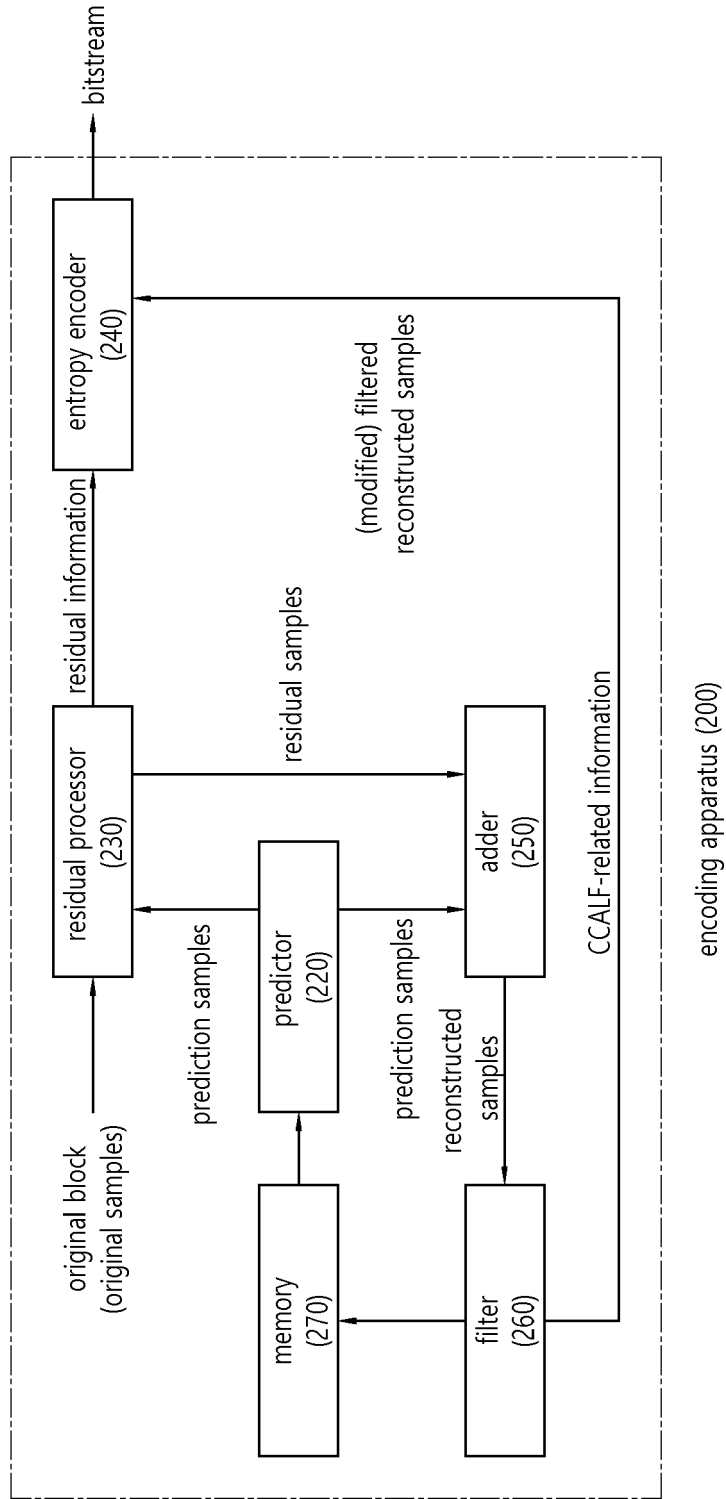 original block
(original samples)
residual processor
(230)
residual information
entropy encoder
(240)
bitstream
prediction samples
residual samples
memory
(270)
predictor
(220)
(modified) filtered
reconstructed samples
prediction samples
reconstructed
samples
filter
(260)
adder
(250)
CCALF-related information
encoding apparatus (200)